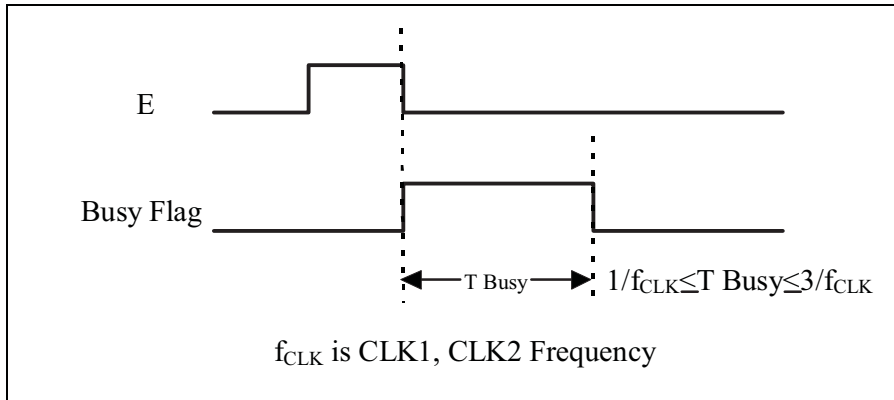 E
Busy Flag
T Busy
1/fCLK≤T Busy≤3/fCLK
fCLK is CLK1, CLK2 Frequency